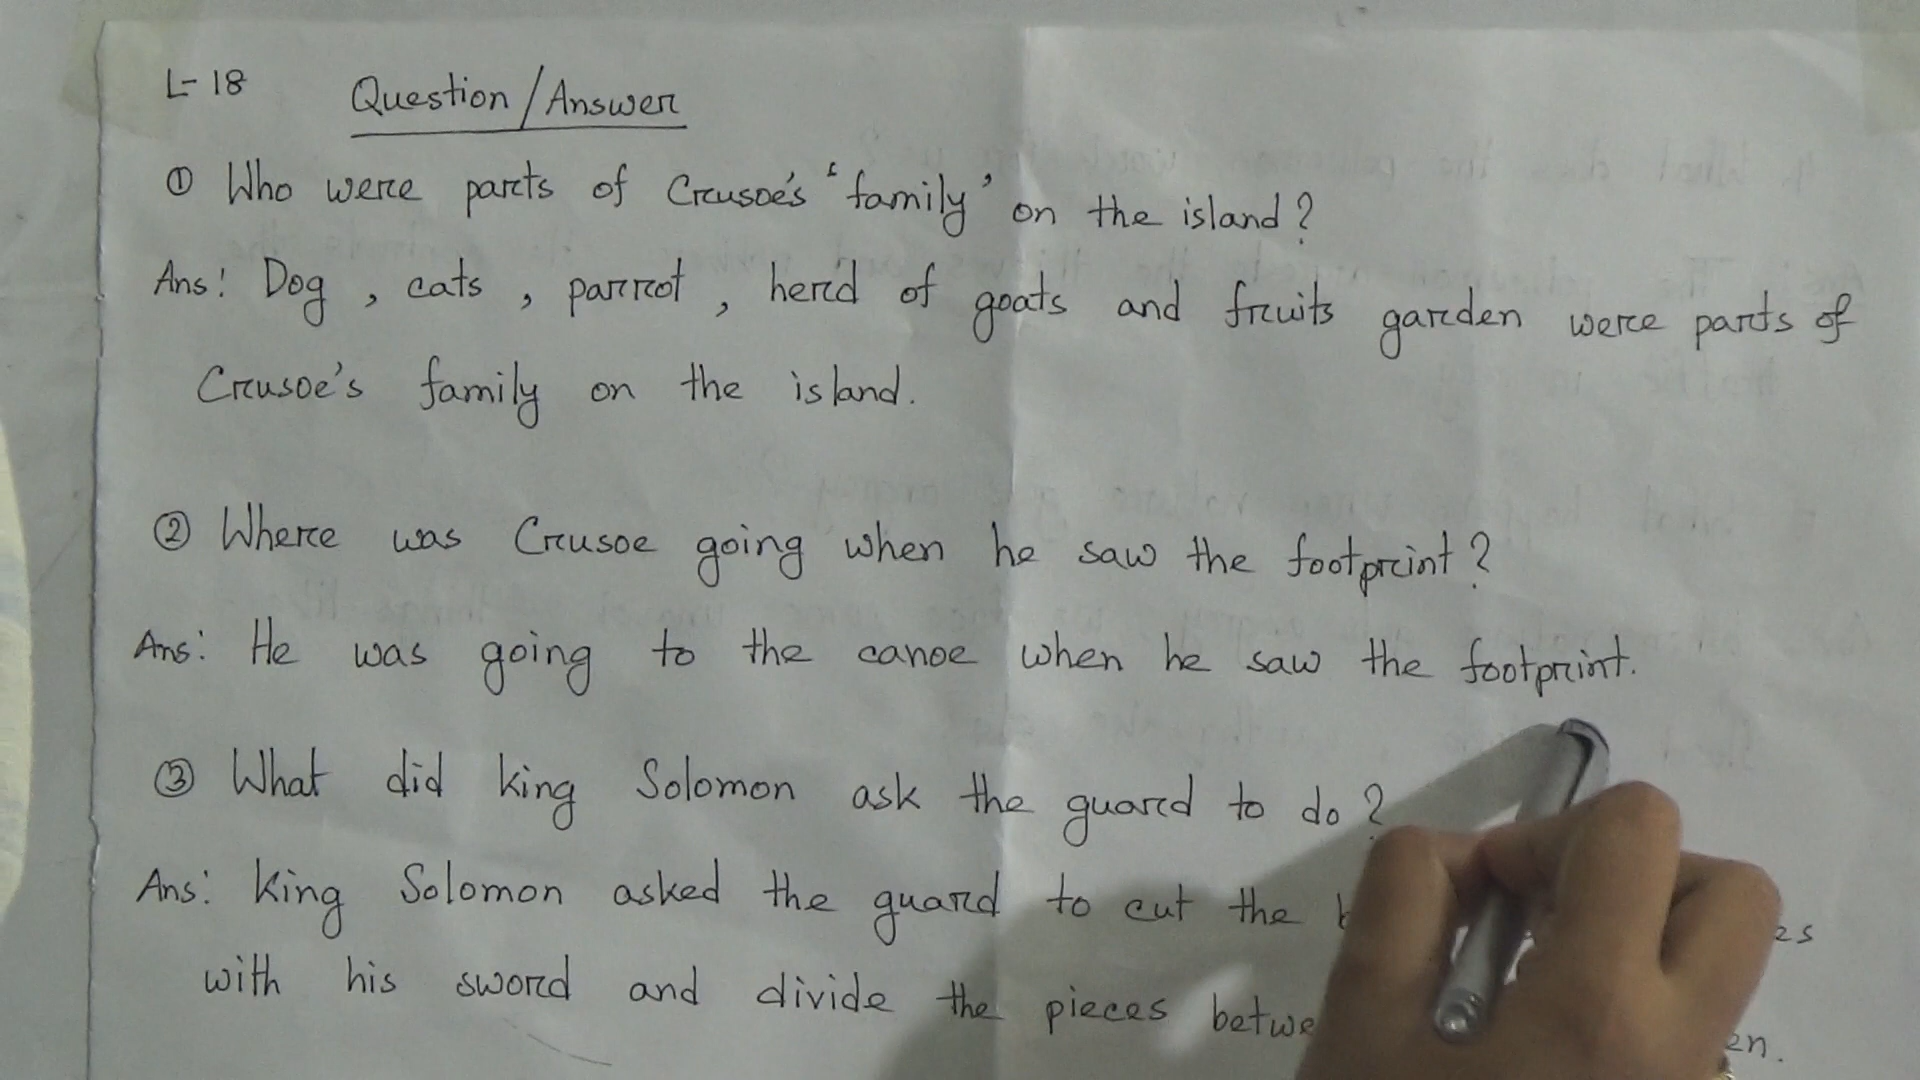 L-18 Question/Answer
① Who were parts of Crusoe's 'family' on the island?
Ans: Dog, cats, parrot, herd of goats and fruits garden were parts of
Crusoe's family on the island.
② Where was Crusoe going when he saw the footprint?
Ans: He was going to the canoe when he saw the footprint.
③ What did king Solomon ask the guard to do?
Ans: King Solomon asked the guard to cut the
with his sword and divide the pieces